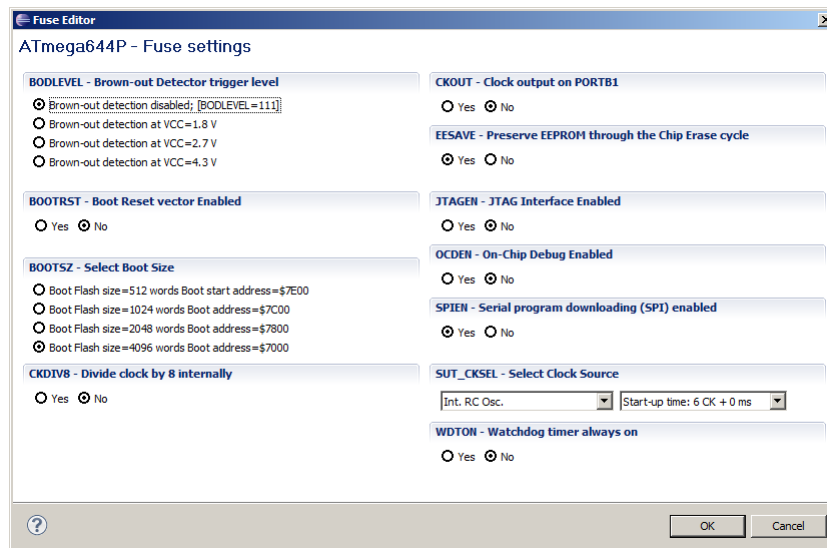 Fuse Editor
ATmega644P - Fuse settings
BODLEVEL - Brown-out Detector trigger level
Brown-out detection disabled; [BODLEVEL=111]
Brown-out detection at VCC=1.8 V
Brown-out detection at VCC=2.7 V
Brown-out detection at VCC=4.3 V
BOOTRST - Boot Reset vector Enabled
Yes No
BOOTSZ - Select Boot Size
Boot Flash size=512 words Boot start address=$7E00
Boot Flash size=1024 words Boot address=$7C00
Boot Flash size=2048 words Boot address=$7800
Boot Flash size=4096 words Boot address=$7000
CKDIV8 - Divide clock by 8 internally
Yes No
CKOUT - Clock output on PORTB1
Yes No
EESAVE - Preserve EEPROM through the Chip Erase cycle
Yes No
JTAGEN - JTAG Interface Enabled
Yes No
OCDEN - On-Chip Debug Enabled
Yes No
SPIEN - Serial program downloading (SPI) enabled
Yes No
SUT_CKSEL - Select Clock Source
Int. RC Osc. Start-up time: 6 CK + 0 ms
WDTON - Watchdog timer always on
Yes No
? OK Cancel